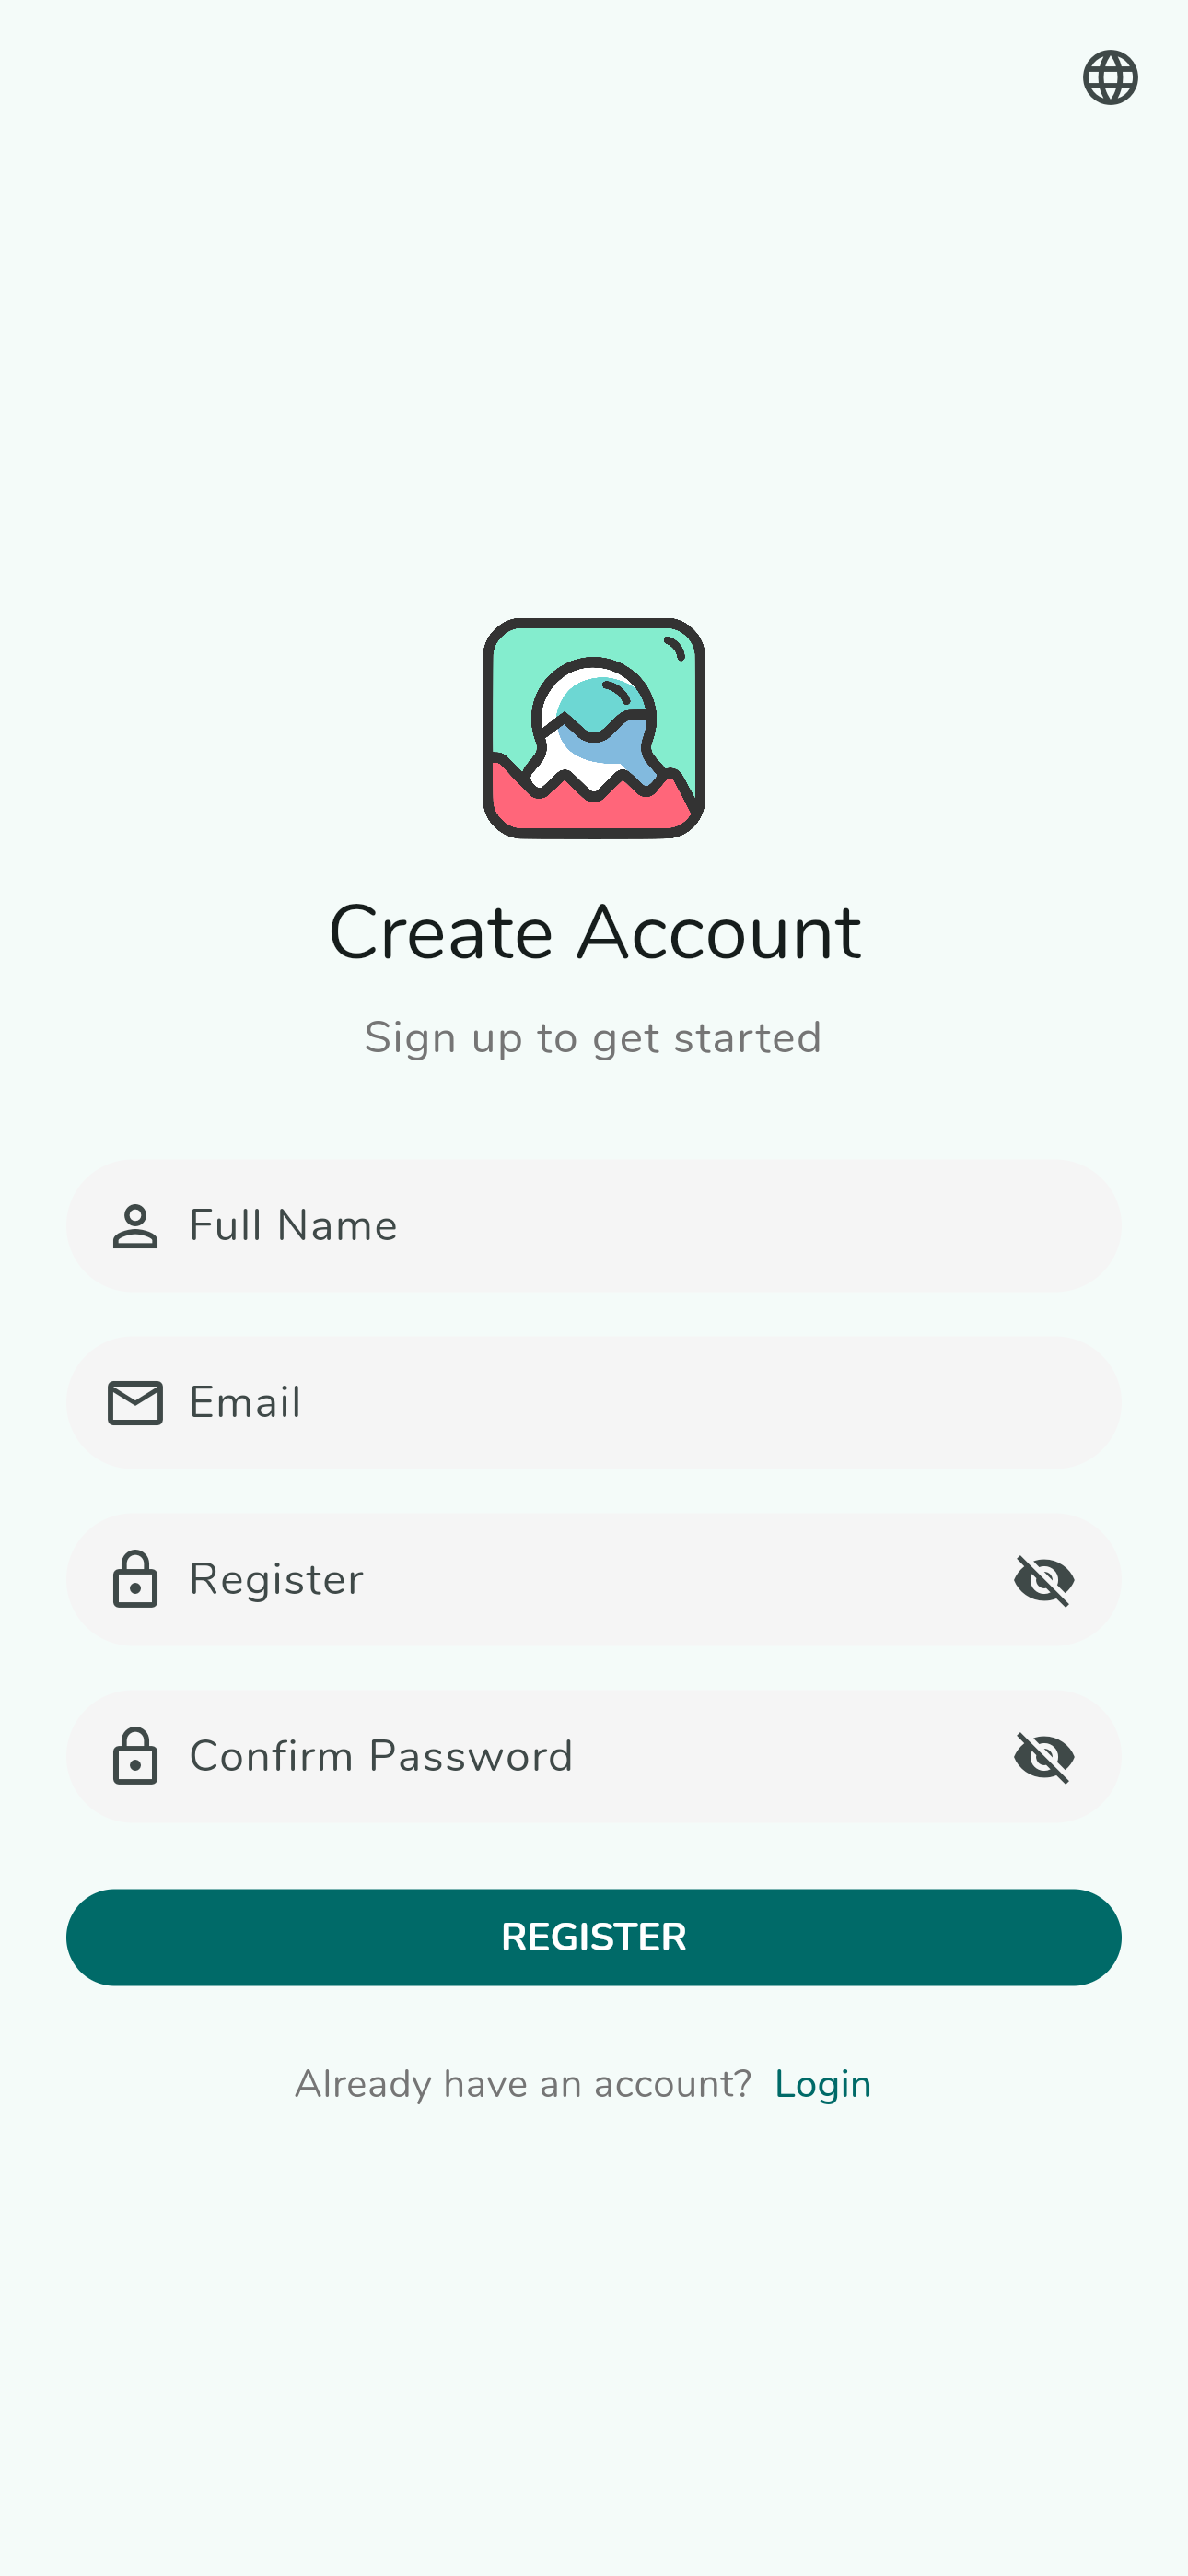 Create Account
Sign up to get started
Full Name
Email
Register
Confirm Password
REGISTER
Already have an account? Login